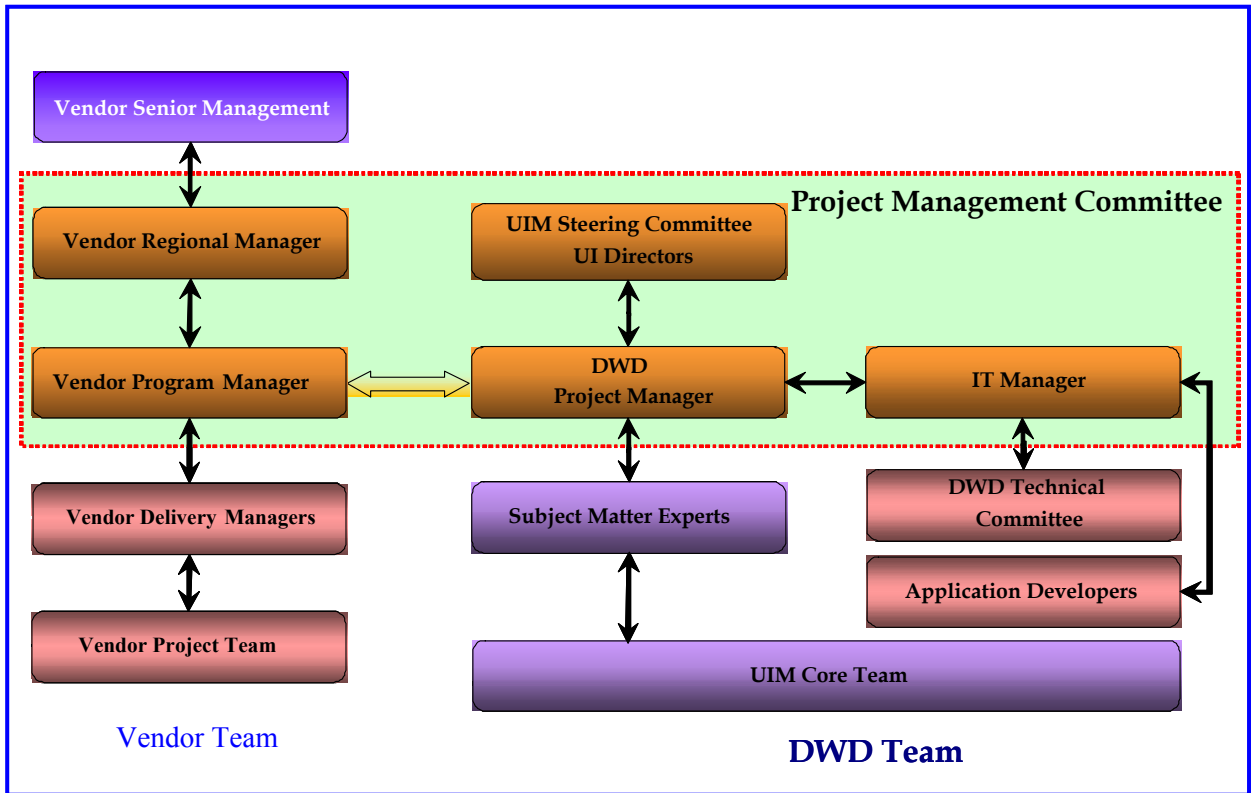 Vendor Senior Management
Project Management Committee
Vendor Regional Manager
UIM Steering Committee
UI Directors
Vendor Program Manager
DWD
Project Manager
IT Manager
Vendor Delivery Managers
Subject Matter Experts
DWD Technical
Committee
Application Developers
Vendor Project Team
UIM Core Team
Vendor Team
DWD Team